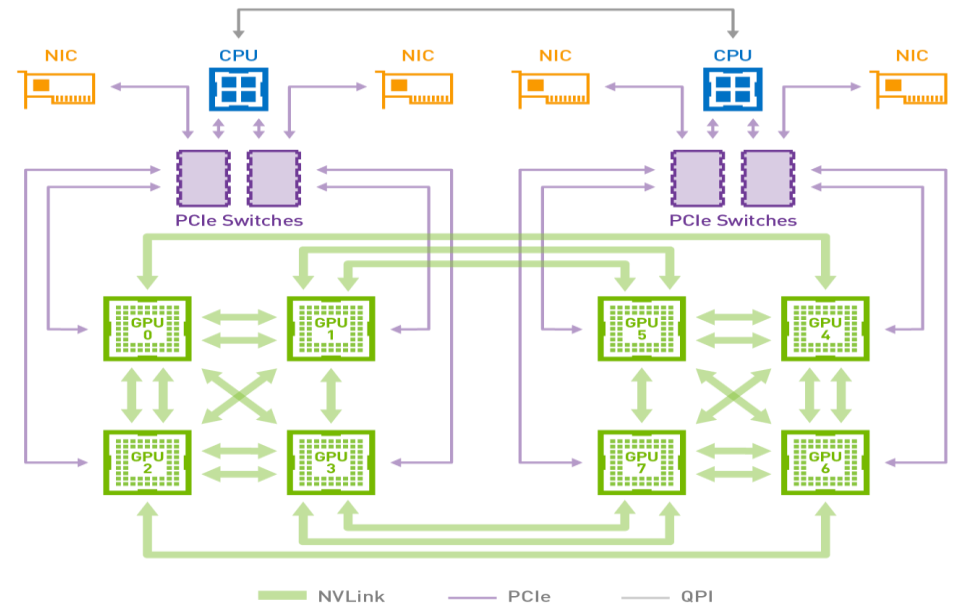 NIC
CPU
NIC
NIC
CPU
NIC
PCIe Switches
PCIe Switches
GPU
0
GPU
1
GPU
5
GPU
4
GPU
2
GPU
3
GPU
7
GPU
6
NVLink
PCIe
QPI